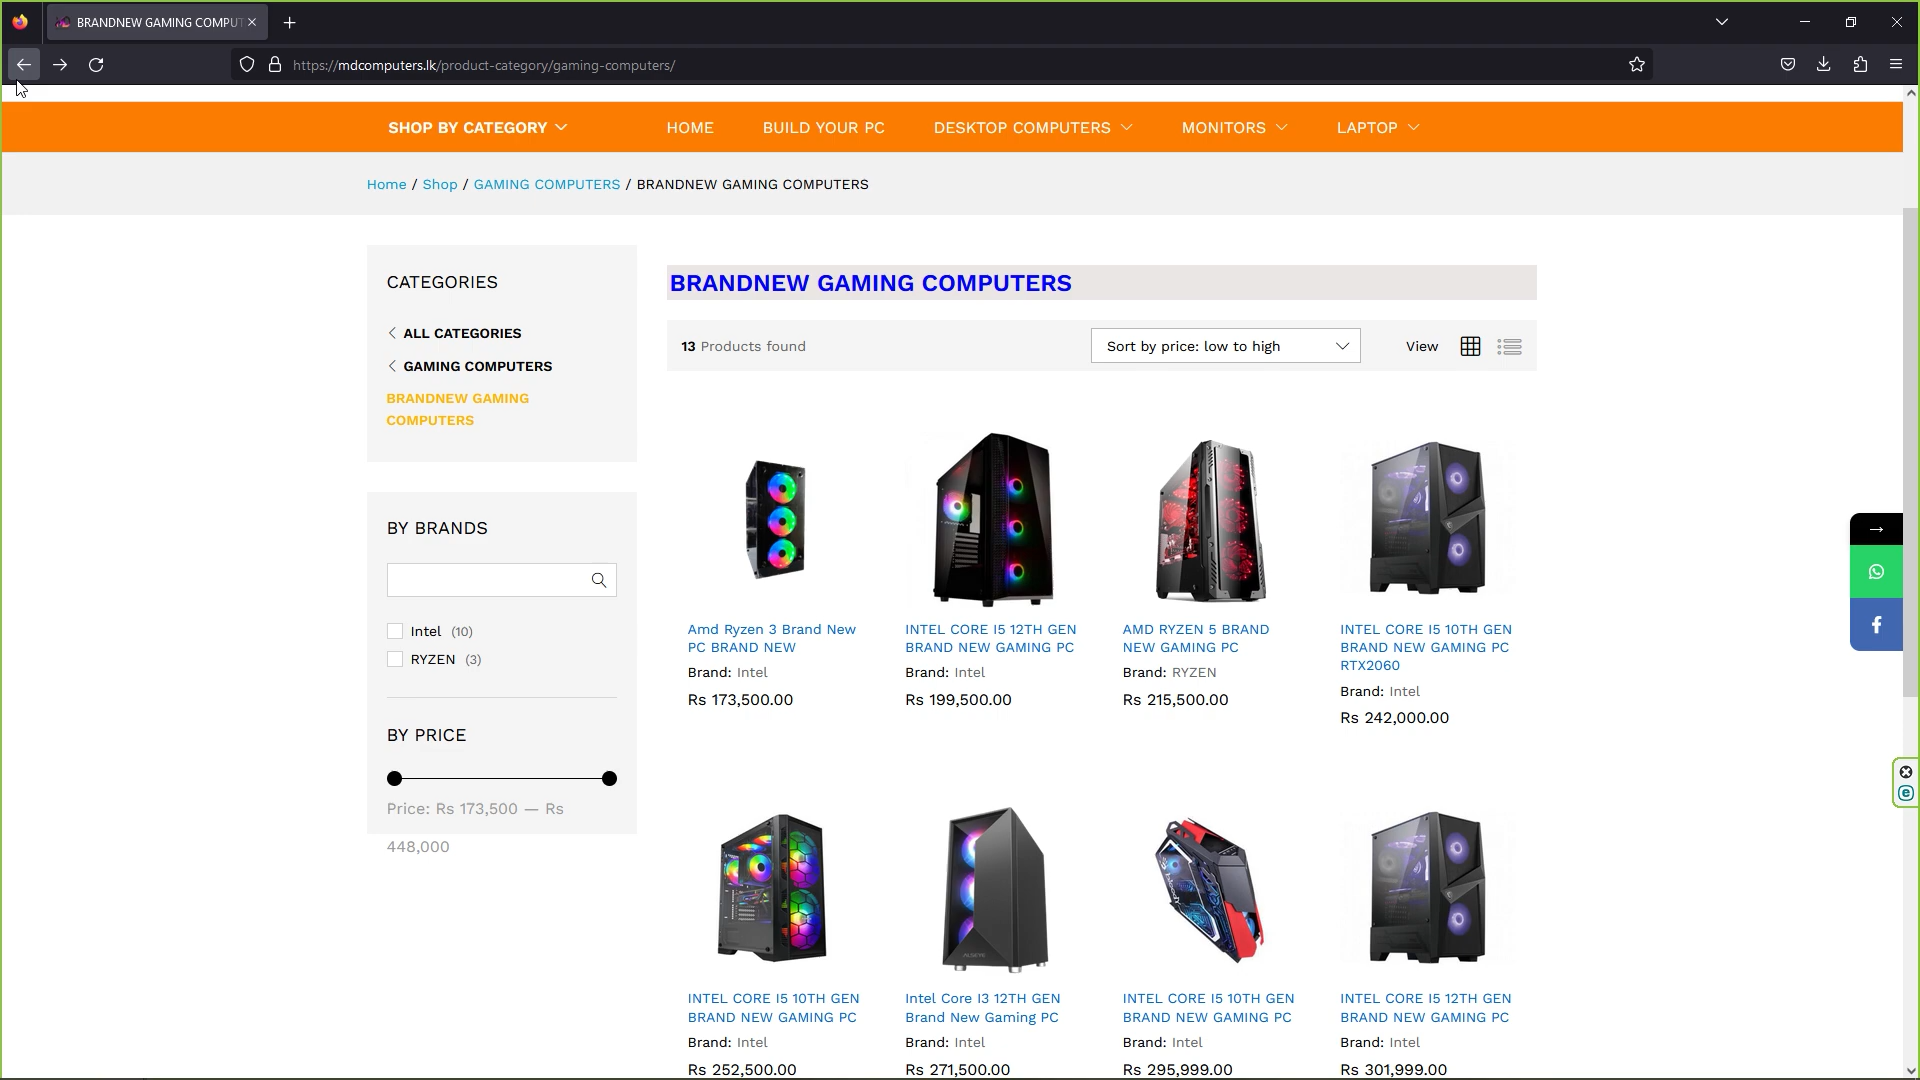 BRANDNEW GAMING COMPUT
https://mdcomputers.lk/product-category/gaming-computers/
SHOP BY CATEGORY
HOME
BUILD YOUR PC
DESKTOP COMPUTERS
MONITORS
LAPTOP
Home / Shop / GAMING COMPUTERS / BRANDNEW GAMING COMPUTERS
CATEGORIES
ALL CATEGORIES
GAMING COMPUTERS
BRANDNEW GAMING
COMPUTERS
BY BRANDS
Intel (10)
RYZEN (3)
BY PRICE
Price: Rs 173,500 — Rs
448,000
BRANDNEW GAMING COMPUTERS
13 Products found
Sort by price: low to high
View
Amd Ryzen 3 Brand New
PC BRAND NEW
Brand: Intel
Rs 173,500.00
INTEL CORE I5 12TH GEN
BRAND NEW GAMING PC
Brand: Intel
Rs 199,500.00
AMD RYZEN 5 BRAND
NEW GAMING PC
Brand: RYZEN
Rs 215,500.00
INTEL CORE I5 10TH GEN
BRAND NEW GAMING PC
RTX2060
Brand: Intel
Rs 242,000.00
INTEL CORE I5 10TH GEN
BRAND NEW GAMING PC
Brand: Intel
Rs 252,500.00
ALSEYE
Intel Core I3 12TH GEN
Brand New Gaming PC
Brand: Intel
Rs 271,500.00
INTEL CORE I5 10TH GEN
BRAND NEW GAMING PC
Brand: Intel
Rs 295,999.00
INTEL CORE I5 12TH GEN
BRAND NEW GAMING PC
Brand: Intel
Rs 301,999.00